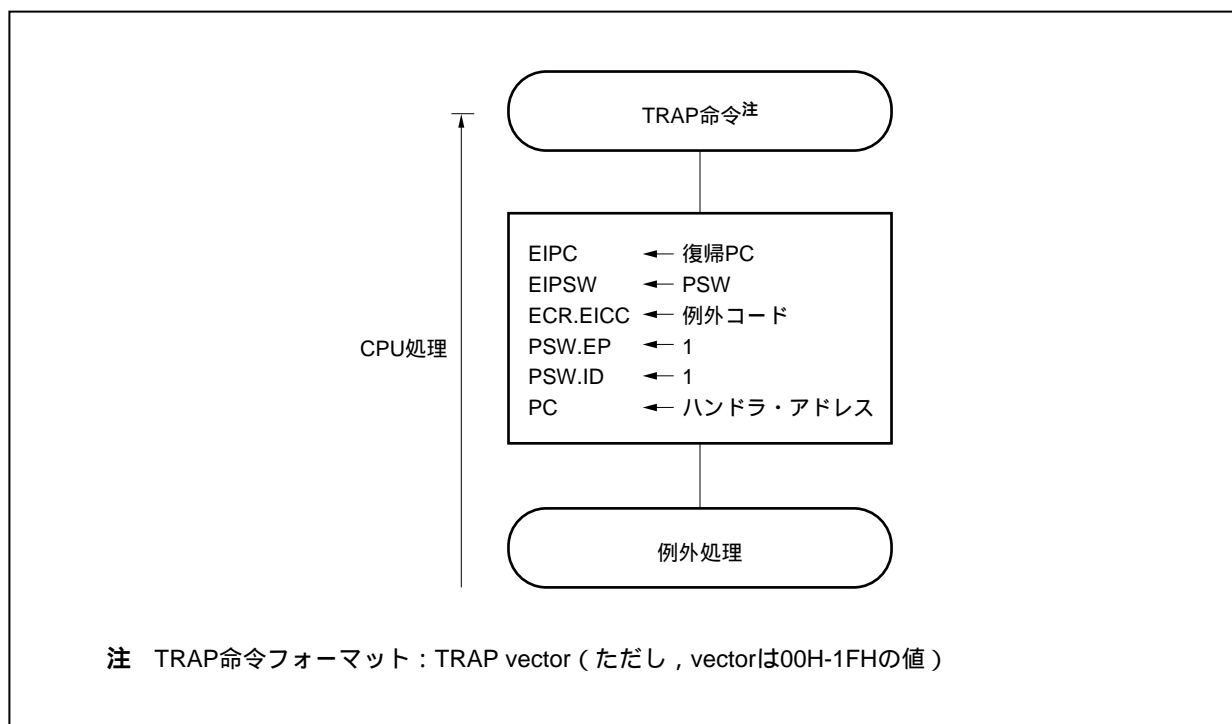 TRAP命令注
EIPC ← 復帰PC
EIPSW ← PSW
ECR.EICC ← 例外コード
PSW.EP ← 1
PSW.ID ← 1
PC ← ハンドラ・アドレス
CPU処理
例外処理
注 TRAP命令フォーマット：TRAP vector（ただし，vectorは00H-1FHの値）